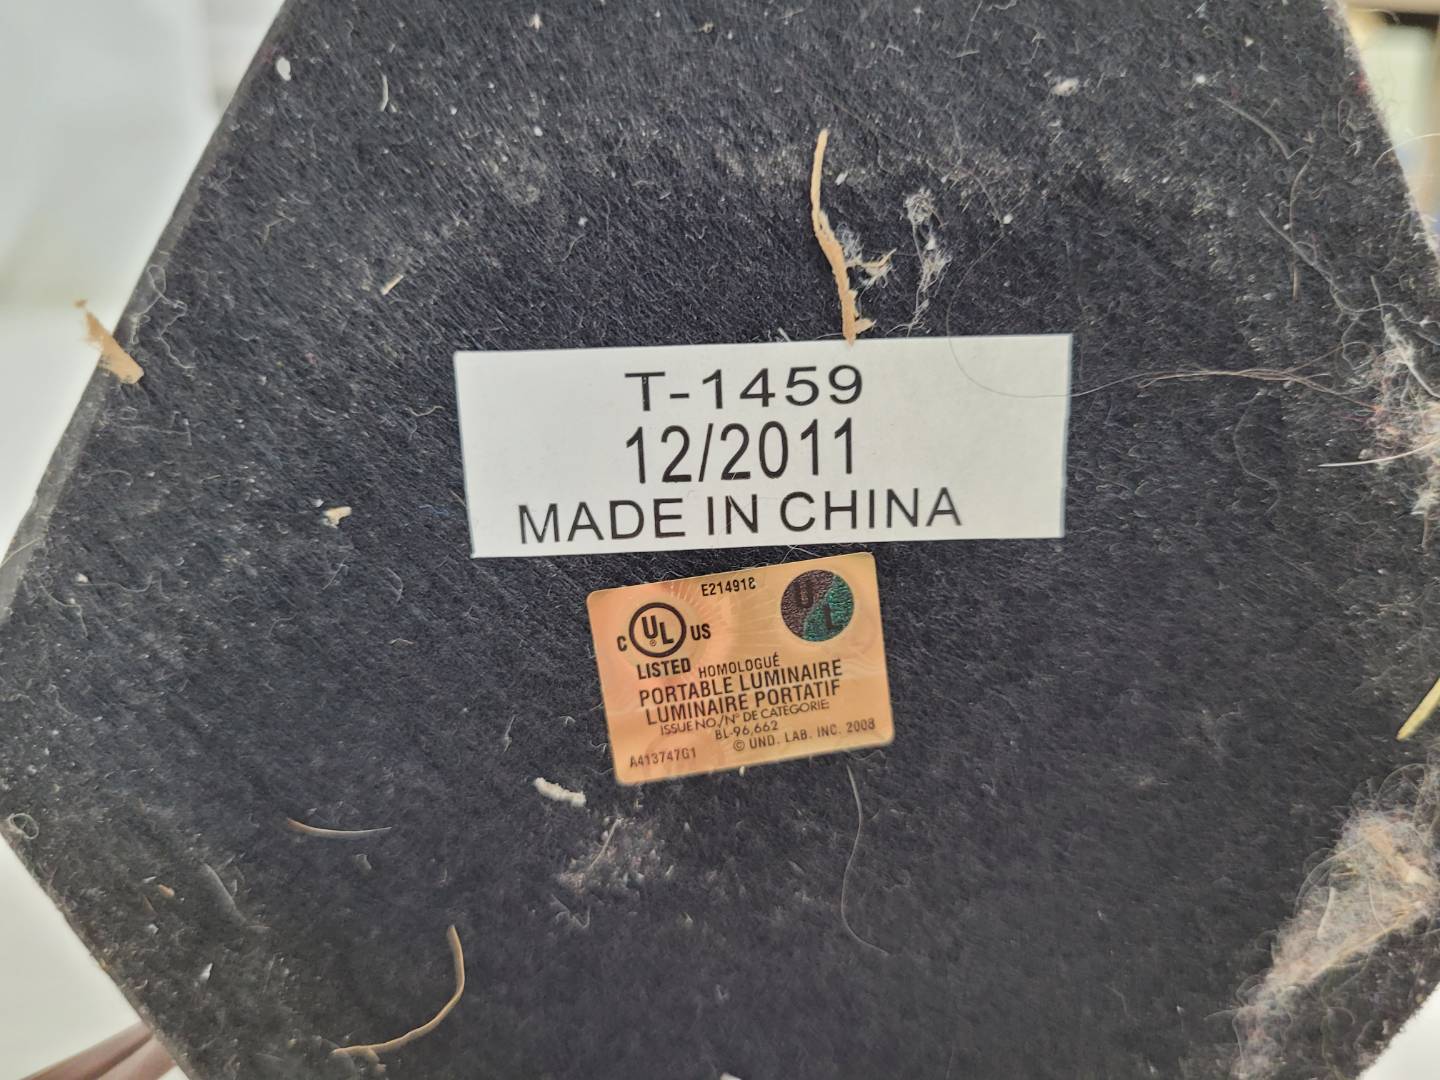 T-1459
12/2011
MADE IN CHINA
E214918
C UL US
UL
LISTED HOMOLOGUÉ
PORTABLE LUMINAIRE
LUMINAIRE PORTATIF
ISSUE NO./N° DE CATÉGORIE:
BL-96,662
© UND. LAB. INC. 2008
A413747G1